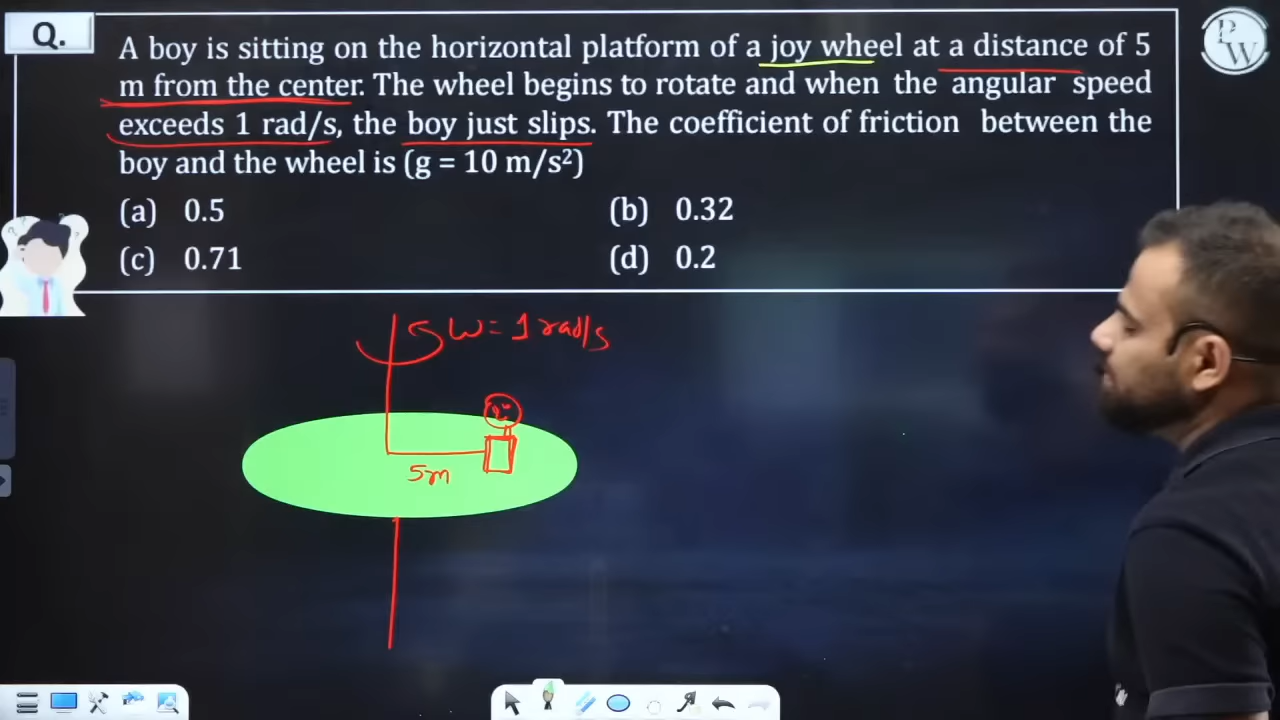 Q.
A boy is sitting on the horizontal platform of a joy wheel at a distance of 5
m from the center. The wheel begins to rotate and when the angular speed
exceeds 1 rad/s, the boy just slips. The coefficient of friction between the
boy and the wheel is (g = 10 m/s²)
(a) 0.5
(b) 0.32
(c) 0.71
(d) 0.2
PW
ω = 1 rad/s
5m